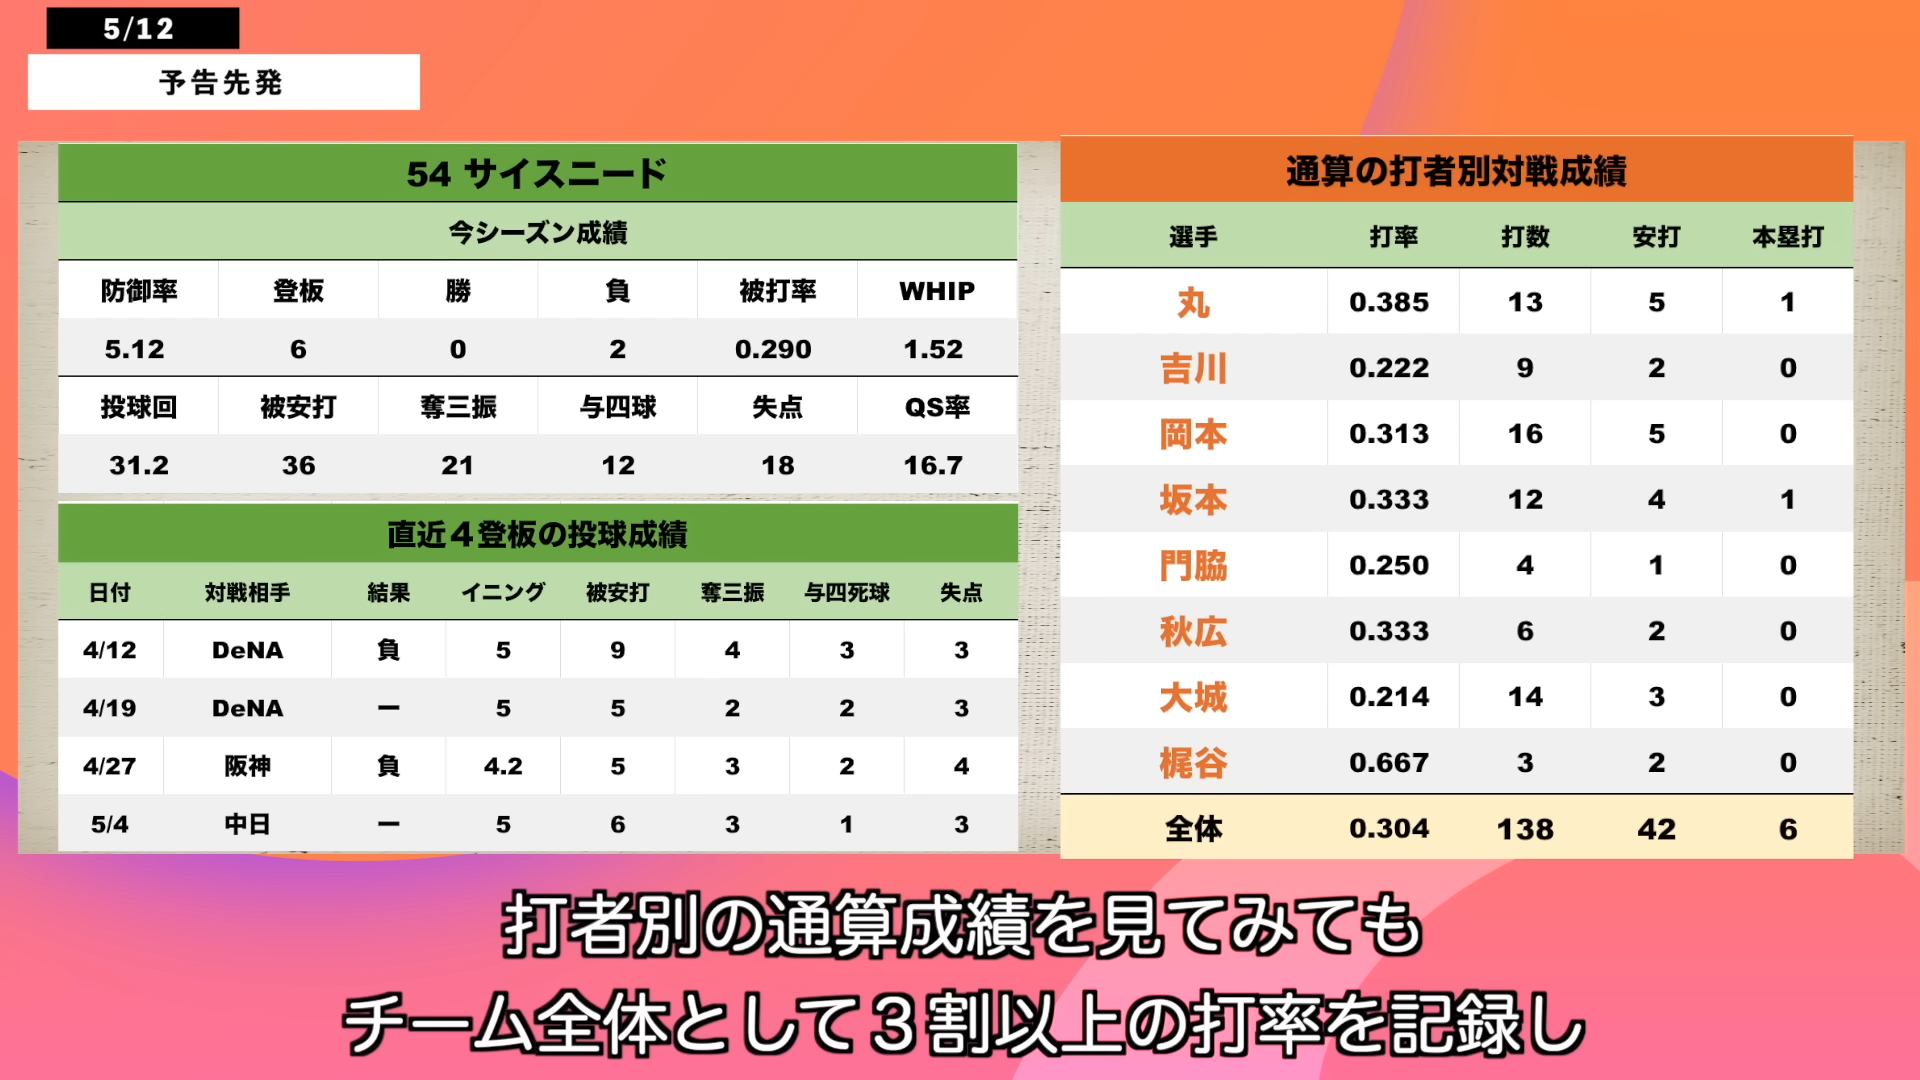 5/12
予告先発
54 サイスニード
今シーズン成績
防御率 登板 勝 負 被打率 WHIP
5.12 6 0 2 0.290 1.52
投球回 被安打 奪三振 与四球 失点 QS率
31.2 36 21 12 18 16.7
直近4登板の投球成績
日付 対戦相手 結果 イニング 被安打 奪三振 与四死球 失点
4/12 DeNA 負 5 9 4 3 3
4/19 DeNA ー 5 5 2 2 3
4/27 阪神 負 4.2 5 3 2 4
5/4 中日 ー 5 6 3 1 3
通算の打者別対戦成績
選手 打率 打数 安打 本塁打
丸 0.385 13 5 1
吉川 0.222 9 2 0
岡本 0.313 16 5 0
坂本 0.333 12 4 1
門脇 0.250 4 1 0
秋広 0.333 6 2 0
大城 0.214 14 3 0
梶谷 0.667 3 2 0
全体 0.304 138 42 6
打者別の通算成績を見てみても
チーム全体として3割以上の打率を記録し